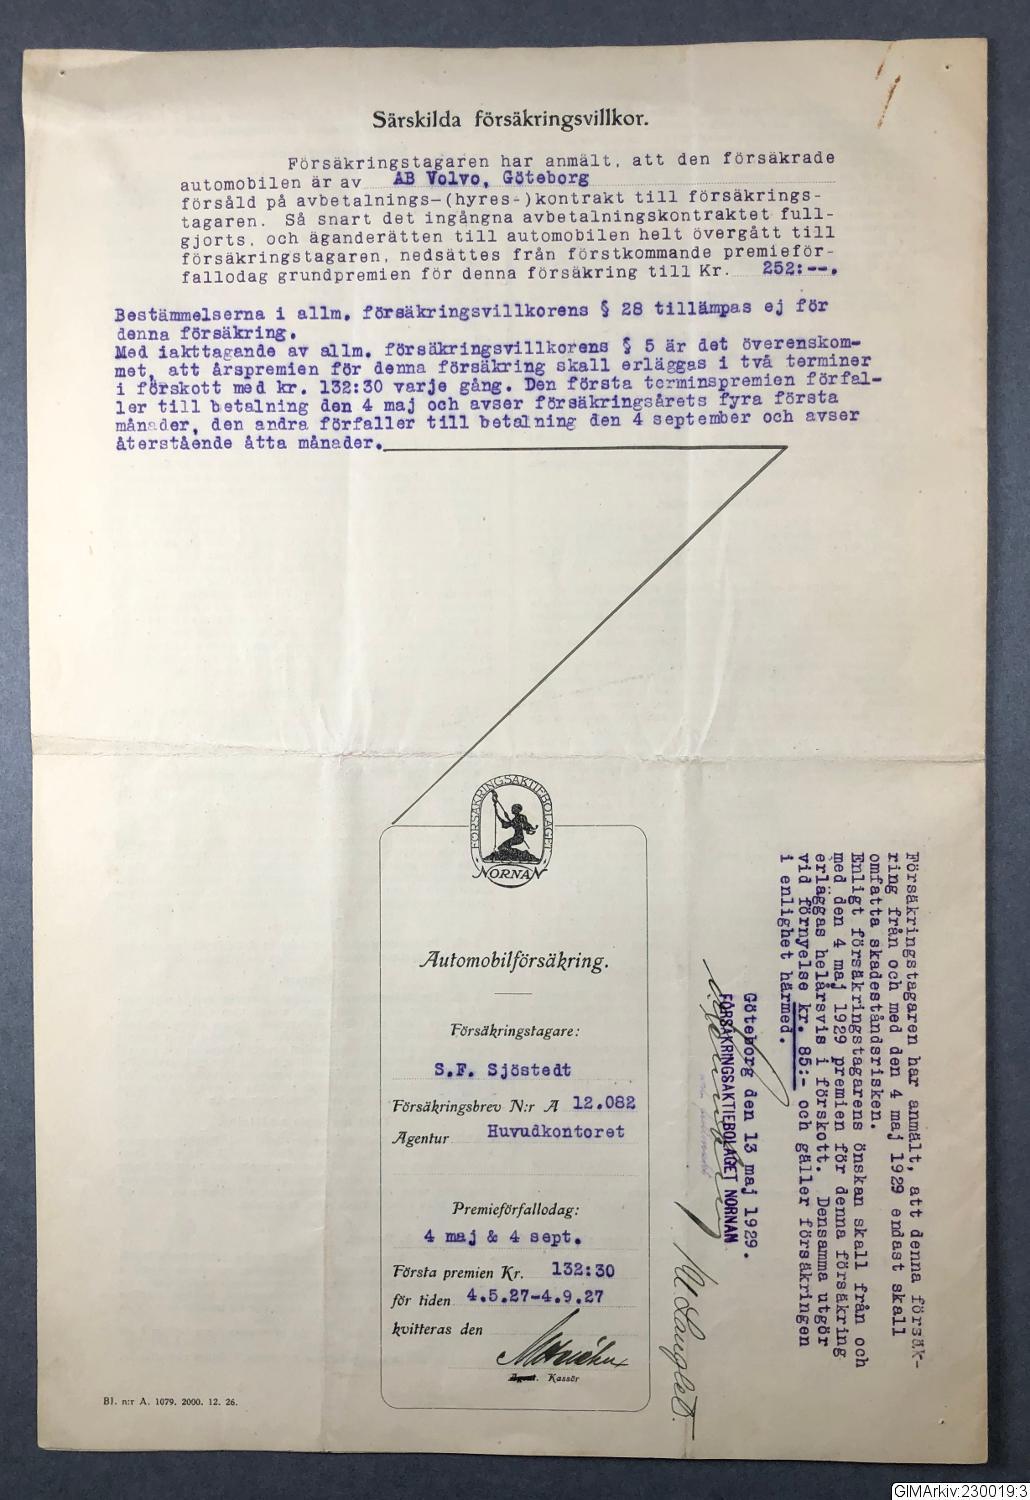 Särskilda försäkringsvillkor.
Försäkringstagaren har anmält, att den försäkrade
automobilen är av AB Volvo, Göteborg
försåld på avbetalnings-(hyres-)kontrakt till försäkrings-
tagaren. Så snart det ingångna avbetalningskontraktet full-
gjorts, och äganderätten till automobilen helt övergått till
försäkringstagaren, nedsättes från förstkommande premieför-
fallodag grundpremien för denna försäkring till Kr. 252:--.
Bestämmelserna i allm. försäkringsvillkorens § 28 tillämpas ej för
denna försäkring.
Med iakttagande av allm. försäkringsvillkorens § 5 är det överenskom-
met, att årspremien för denna försäkring skall erläggas i två terminer
i förskott med kr. 132:30 varje gång. Den första terminspremien förfal-
ler till betalning den 4 maj och avser försäkringsårets fyra första
månader, den andra förfaller till betalning den 4 september och avser
återstående åtta månader.
FÖRSÄKRINGSAKTIEBOLAGET
NORNAN
Automobilförsäkring.
Försäkringstagare:
S.F. Sjöstedt
Försäkringsbrev N:r A 12.082
Agentur Huvudkontoret
Premieförfallodag:
4 maj & 4 sept.
Första premien Kr. 132:30
för tiden 4.5.27-4.9.27
kvitteras den
Agent. Kassör
Bl. n:r A. 1079. 2000. 12. 26.
Försäkringstagaren har anmält, att denna försäk-
ring från och med den 4 maj 1929 endast skall
omfatta skadeståndsrisken.
Enligt försäkringstagarens önskan skall från och
med den 4 maj 1929 premien för denna försäkring
erläggas helårsvis i förskott. Densamma utgör
vid förnyelse kr. 85:- och gäller försäkringen
i enlighet härmed.
Göteborg den 13 maj 1929.
FÖRSÄKRINGSAKTIEBOLAGET NORNAN
GIMArkiv:230019:3